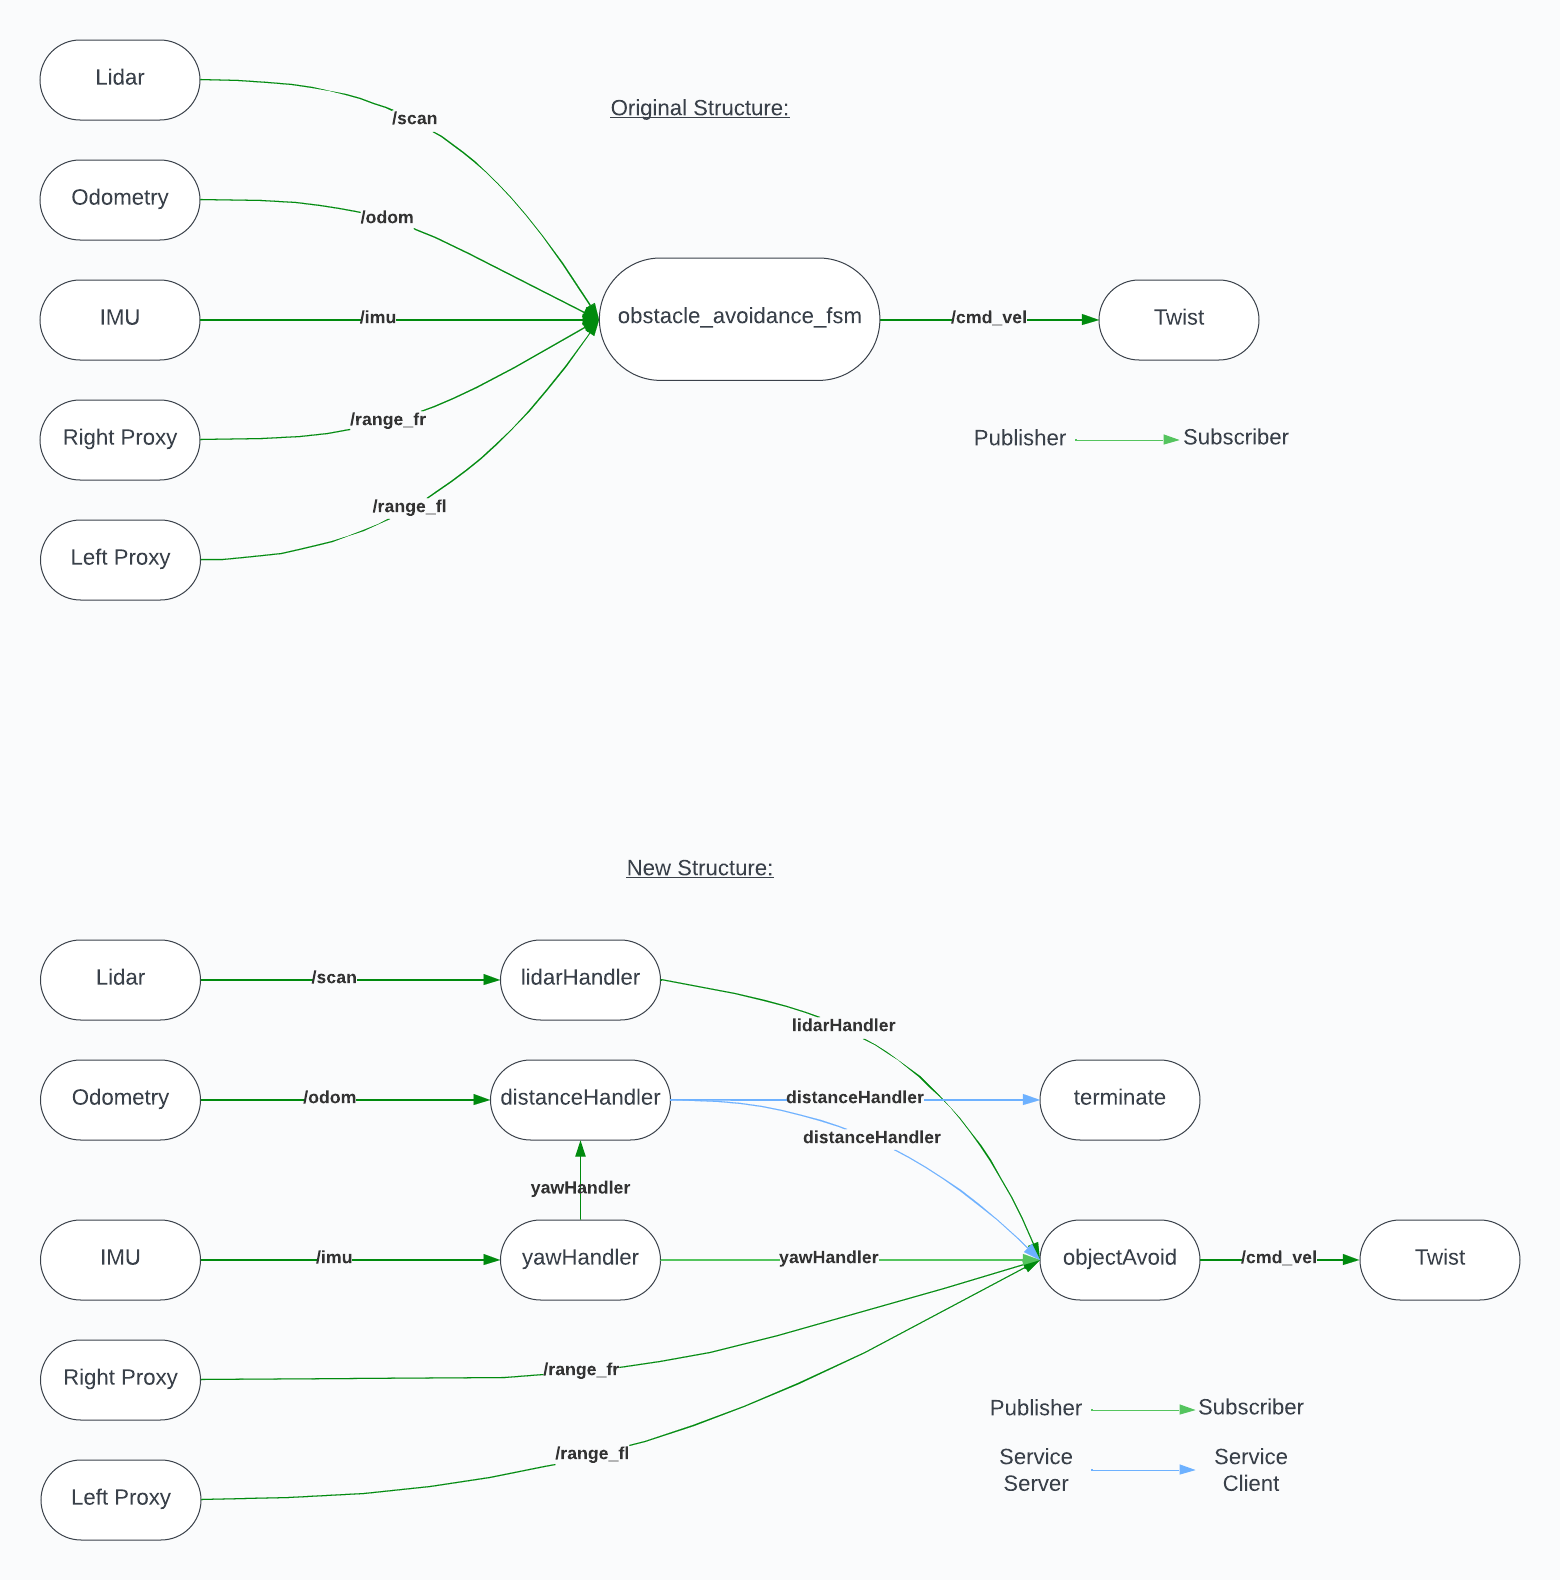 Lidar
/scan
Original Structure:
Odometry
/odom
IMU
/imu
obstacle_avoidance_fsm
/cmd_vel
Twist
Right Proxy
/range_fr
Publisher
Subscriber
/range_fl
Left Proxy
New Structure:
Lidar
/scan
lidarHandler
lidarHandler
Odometry
/odom
distanceHandler
distanceHandler
terminate
distanceHandler
yawHandler
IMU
/imu
yawHandler
yawHandler
objectAvoid
/cmd_vel
Twist
Right Proxy
/range_fr
Publisher
Subscriber
/range_fl
Service
Server
Service
Client
Left Proxy